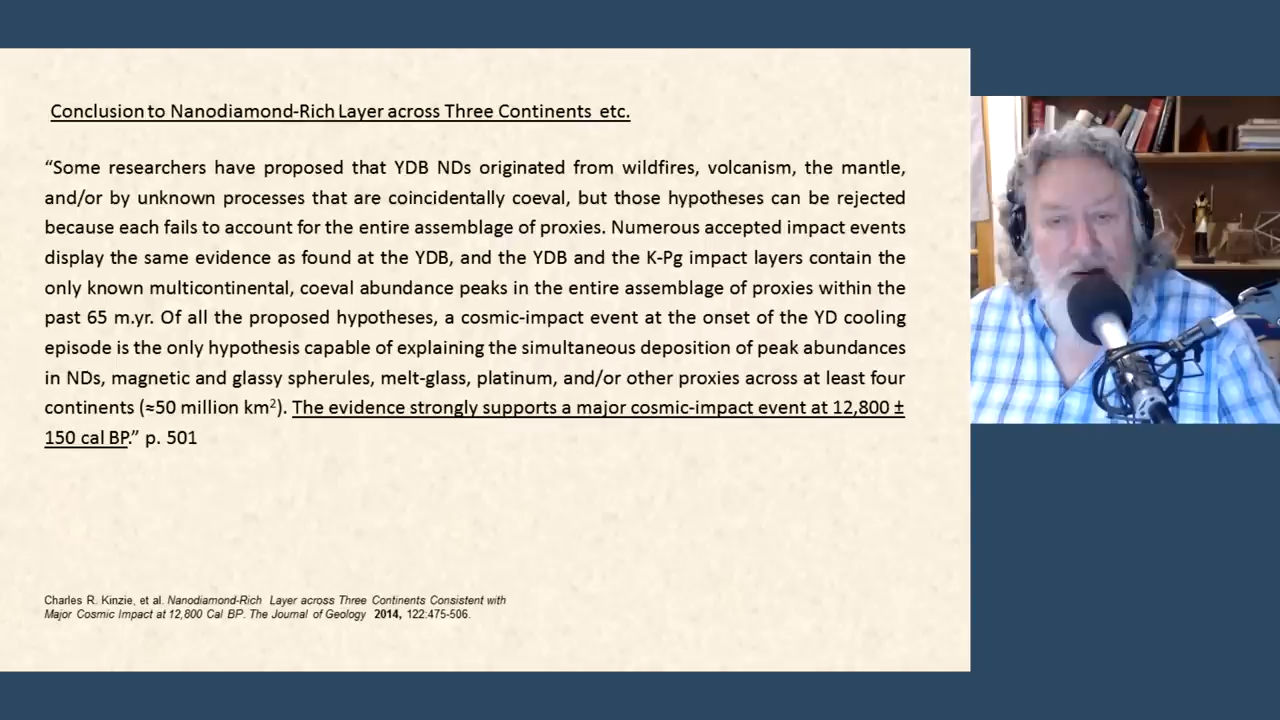 Conclusion to Nanodiamond-Rich Layer across Three Continents etc.
“Some researchers have proposed that YDB NDs originated from wildfires, volcanism, the mantle,
and/or by unknown processes that are coincidentally coeval, but those hypotheses can be rejected
because each fails to account for the entire assemblage of proxies. Numerous accepted impact events
display the same evidence as found at the YDB, and the YDB and the K-Pg impact layers contain the
only known multicontinental, coeval abundance peaks in the entire assemblage of proxies within the
past 65 m.yr. Of all the proposed hypotheses, a cosmic-impact event at the onset of the YD cooling
episode is the only hypothesis capable of explaining the simultaneous deposition of peak abundances
in NDs, magnetic and glassy spherules, melt-glass, platinum, and/or other proxies across at least four
continents (≈50 million km²). The evidence strongly supports a major cosmic-impact event at 12,800 ±
150 cal BP.” p. 501
Charles R. Kinzie, et al. Nanodiamond-Rich Layer across Three Continents Consistent with
Major Cosmic Impact at 12,800 Cal BP. The Journal of Geology 2014, 122:475-506.